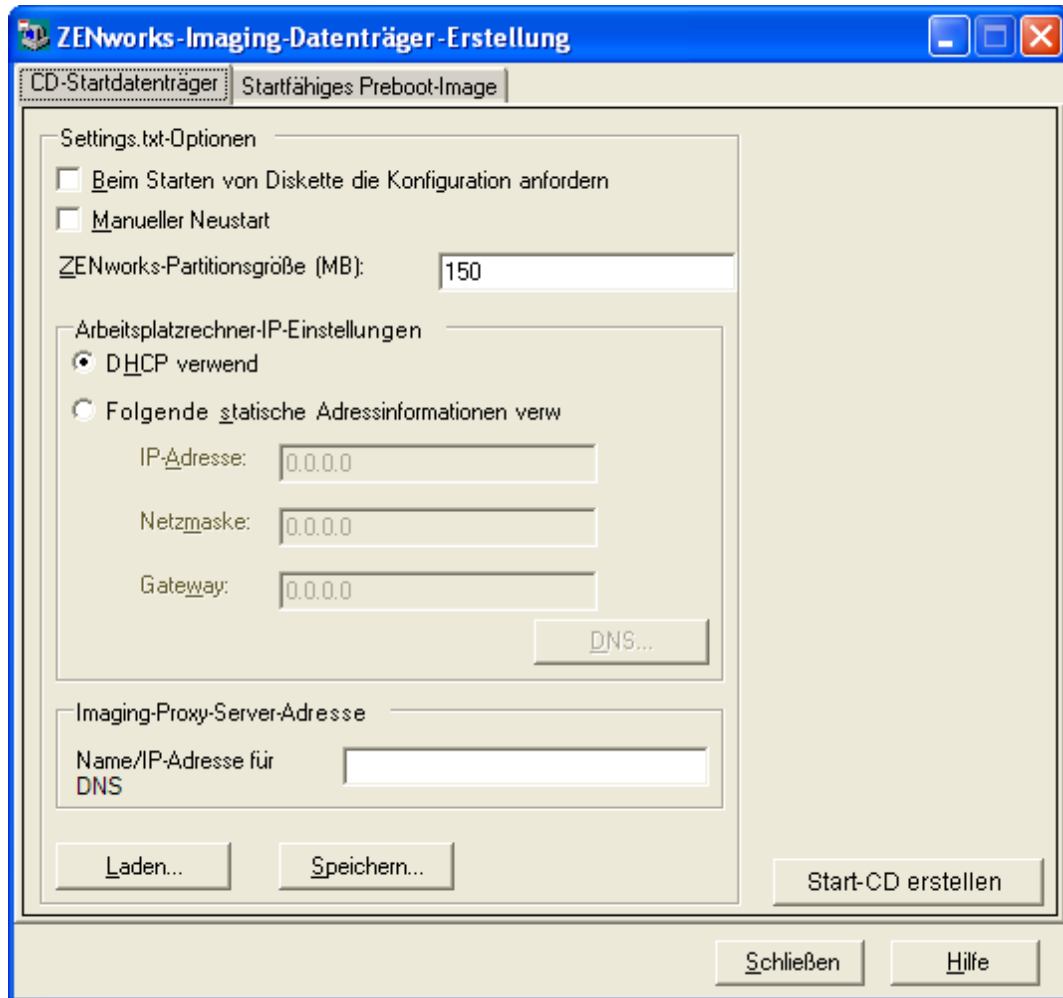 ZENworks-Imaging-Datenträger-Erstellung
CD-Startdatenträger
Startfähiges Preboot-Image
Settings.txt-Optionen
Beim Starten von Diskette die Konfiguration anfordern
Manueller Neustart
ZENworks-Partitionsgröße (MB):
150
Arbeitsplatzrechner-IP-Einstellungen
DHCP verwend
Folgende statische Adressinformationen verw
IP-Adresse:
0.0.0.0
Netzmaske:
0.0.0.0
Gateway:
0.0.0.0
DNS...
Imaging-Proxy-Server-Adresse
Name/IP-Adresse für
DNS
Laden...
Speichern...
Start-CD erstellen
Schließen
Hilfe